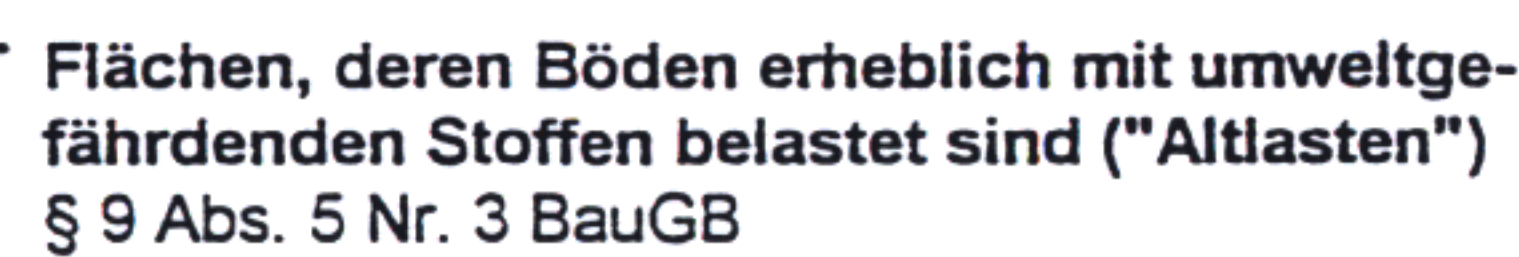 Flächen, deren Böden erheblich mit umweltge-
fährdenden Stoffen belastet sind ("Altlasten")
§ 9 Abs. 5 Nr. 3 BauGB